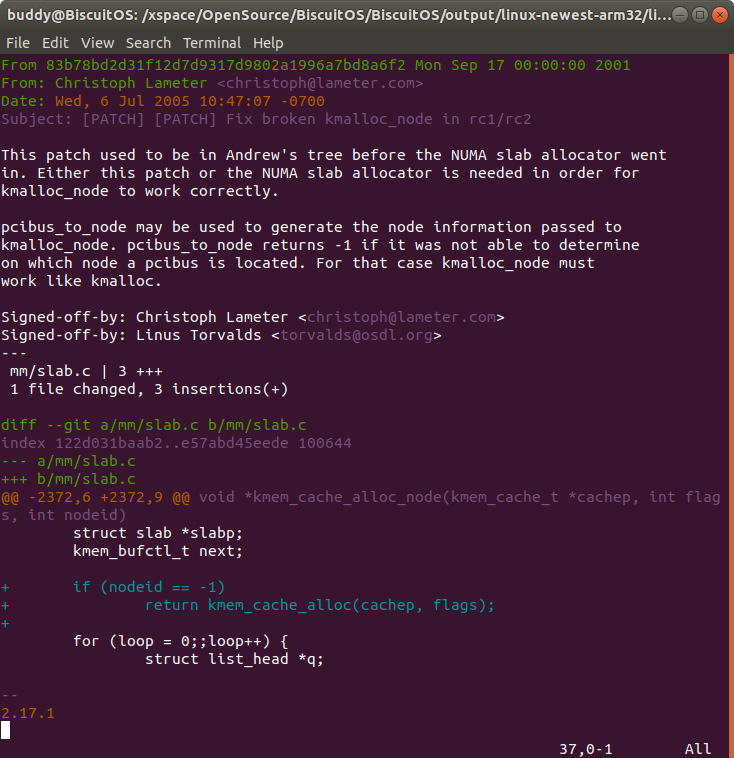 buddy@BiscuitOS: /xspace/OpenSource/BiscuitOS/BiscuitOS/output/linux-newest-arm32/li...
File Edit View Search Terminal Help
From 83b78bd2d31f12d7d9317d9802a1996a7bd8a6f2 Mon Sep 17 00:00:00 2001
From: Christoph Lameter <christoph@lameter.com>
Date: Wed, 6 Jul 2005 10:47:07 -0700
Subject: [PATCH] [PATCH] Fix broken kmalloc_node in rc1/rc2
This patch used to be in Andrew's tree before the NUMA slab allocator went
in. Either this patch or the NUMA slab allocator is needed in order for
kmalloc_node to work correctly.
pcibus_to_node may be used to generate the node information passed to
kmalloc_node. pcibus_to_node returns -1 if it was not able to determine
on which node a pcibus is located. For that case kmalloc_node must
work like kmalloc.
Signed-off-by: Christoph Lameter <christoph@lameter.com>
Signed-off-by: Linus Torvalds <torvalds@osdl.org>
---
 mm/slab.c | 3 +++
 1 file changed, 3 insertions(+)
diff --git a/mm/slab.c b/mm/slab.c
index 122d031baab2..e57abd45eede 100644
--- a/mm/slab.c
+++ b/mm/slab.c
@@ -2372,6 +2372,9 @@ void *kmem_cache_alloc_node(kmem_cache_t *cachep, int flag
s, int nodeid)
        struct slab *slabp;
        kmem_bufctl_t next;
+       if (nodeid == -1)
+               return kmem_cache_alloc(cachep, flags);
+
        for (loop = 0;;loop++) {
                struct list_head *q;
--
2.17.1
37,0-1 All